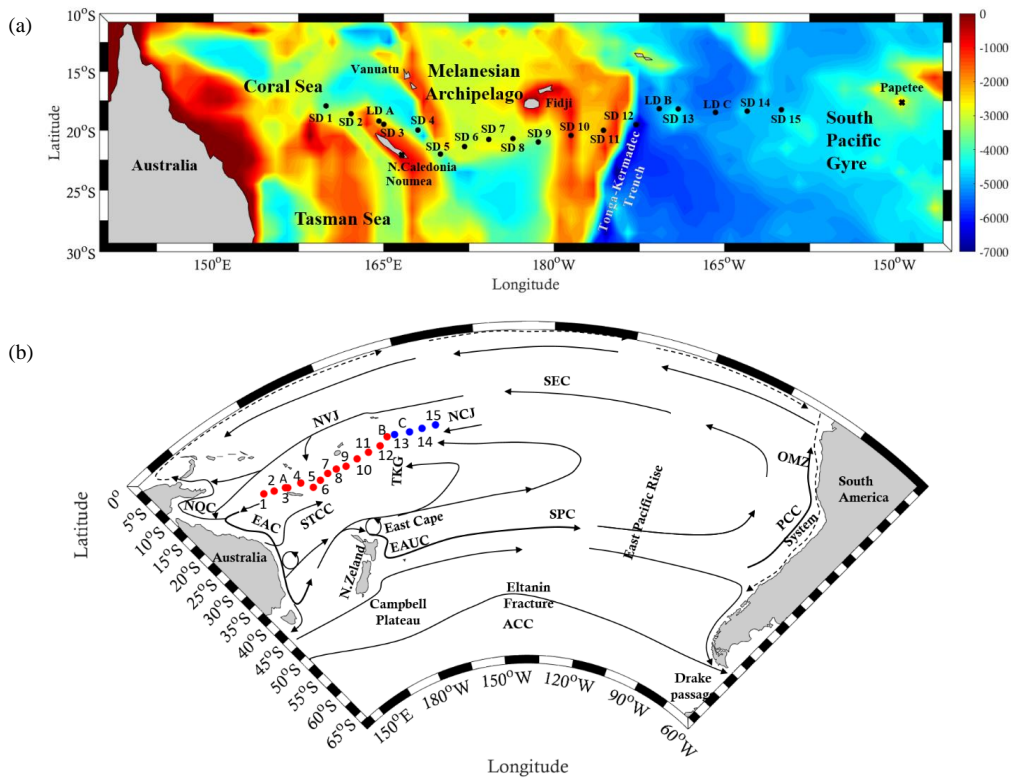 (a)
10°S
15°S
20°S
25°S
30°S
Latitude
150°E
165°E
180°W
165°W
150°W
Longitude
0
-1000
-2000
-3000
-4000
-5000
-6000
-7000
Australia
Coral Sea
Tasman Sea
Vanuatu
Melanesian
Archipelago
Fidji
N.Caledonia
Noumea
SD 1
SD 2
LD A
SD 3
SD 4
SD 5
SD 6
SD 7
SD 8
SD 9
SD 10
SD 11
SD 12
LD B
SD 13
LD C
SD 14
SD 15
Tonga-Kermadec
Trench
South
Pacific
Gyre
Papetee
(b)
SEC
NVJ
NCJ
15
C
B
14
13
11
12
9
10
7
8
4
5
6
2
A
1
3
TKG
OMZ
South
America
NQC
EAC
STCC
East Cape
SPC
EAUC
East Pacific Rise
PCC
System
Australia
N.Zeland
Campbell
Plateau
Eltanin
Fracture
ACC
Drake
passag
0°
5°S
10°S
15°S
20°S
25°S
30°S
35°S
40°S
45°S
50°S
55°S
60°S
65°S
Latitude
150°E
180°W
150°W
120°W
90°W
60°W
Longitude